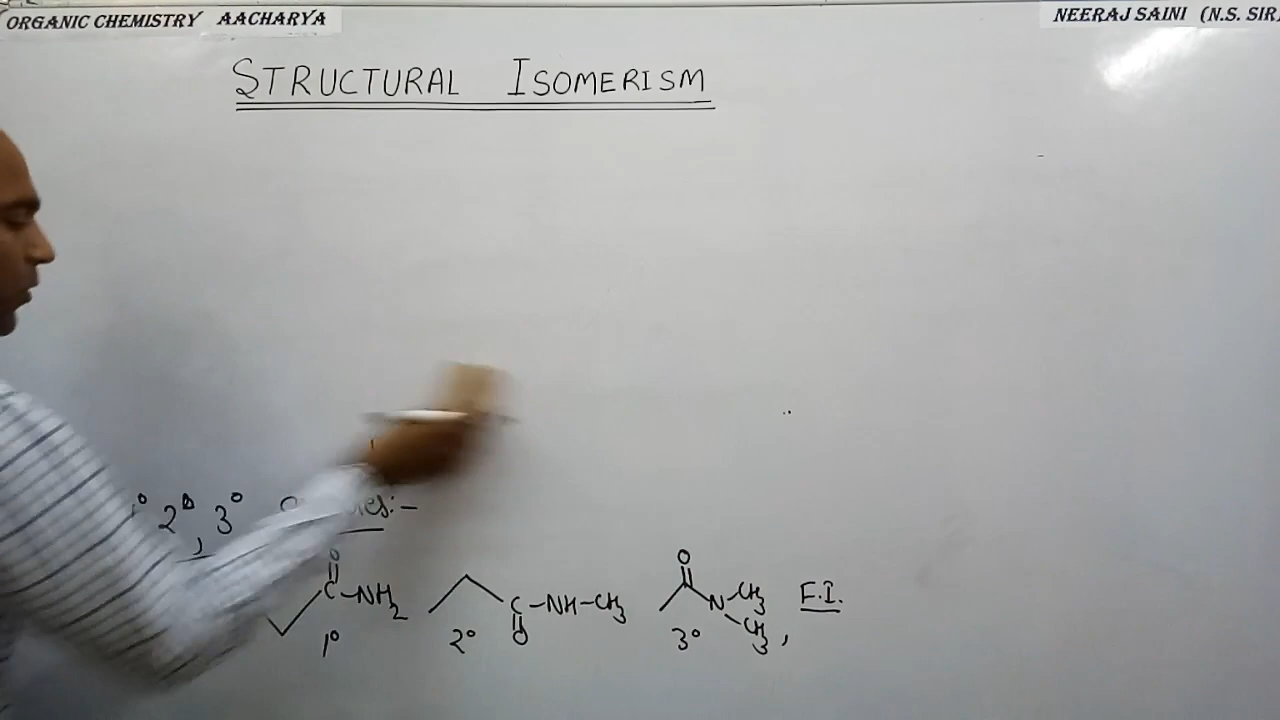 ORGANIC CHEMISTRY AACHARYA
NEERAJ SAINI (N.S. SIR)
STRUCTURAL ISOMERISM
2° , 3°
O
C-NH2
1°
C-NH-CH3
O
2°
O
N-CH3
CH3
3° ,
F.I.